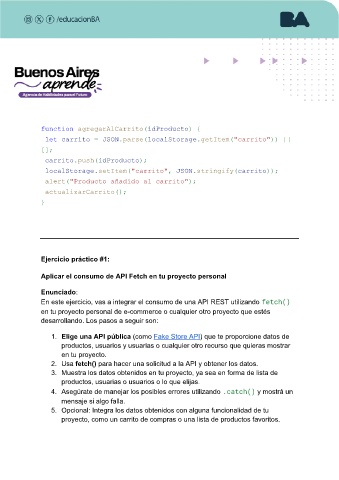 /educacionBA
BA
Buenos Aires
aprende
Agencia de Habilidades para el Futuro
function agregarAlCarrito(idProducto) {
let carrito = JSON.parse(localStorage.getItem("carrito")) ||
[];
carrito.push(idProducto);
localStorage.setItem("carrito", JSON.stringify(carrito));
alert("Producto añadido al carrito");
actualizarCarrito();
}
Ejercicio práctico #1:
Aplicar el consumo de API Fetch en tu proyecto personal
Enunciado:
En este ejercicio, vas a integrar el consumo de una API REST utilizando fetch()
en tu proyecto personal de e-commerce o cualquier otro proyecto que estés
desarrollando. Los pasos a seguir son:
1. Elige una API pública (como Fake Store API) que te proporcione datos de
productos, usuarios y usuarias o cualquier otro recurso que quieras mostrar
en tu proyecto.
2. Usa fetch() para hacer una solicitud a la API y obtener los datos.
3. Muestra los datos obtenidos en tu proyecto, ya sea en forma de lista de
productos, usuarias o usuarios o lo que elijas.
4. Asegúrate de manejar los posibles errores utilizando .catch() y mostrá un
mensaje si algo falla.
5. Opcional: Integra los datos obtenidos con alguna funcionalidad de tu
proyecto, como un carrito de compras o una lista de productos favoritos.